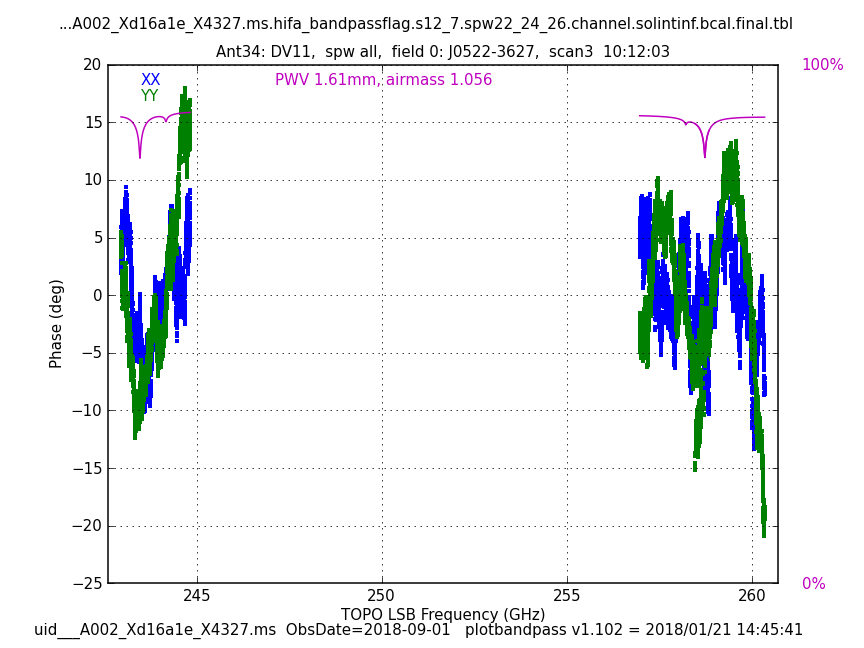 ...A002_Xd16a1e_X4327.ms.hifa_bandpassflag.s12_7.spw22_24_26.channel.solintinf.bcal.final.tbl
Ant34: DV11,  spw all,  field 0: J0522-3627,  scan3  10:12:03
20
15
10
5
0
−5
−10
−15
−20
−25
Phase (deg)
XX
YY
PWV 1.61mm, airmass 1.056
100%
0%
245
250
255
260
TOPO LSB Frequency (GHz)
uid___A002_Xd16a1e_X4327.ms  ObsDate=2018-09-01   plotbandpass v1.102 = 2018/01/21 14:45:41